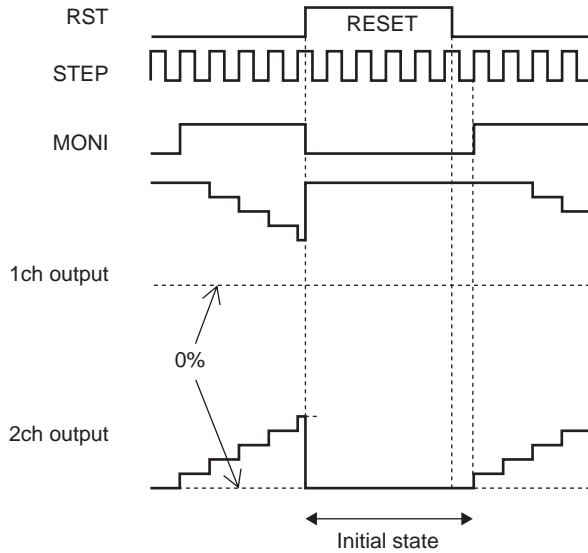 RST
RESET
STEP
MONI
1ch output
0%
2ch output
Initial state